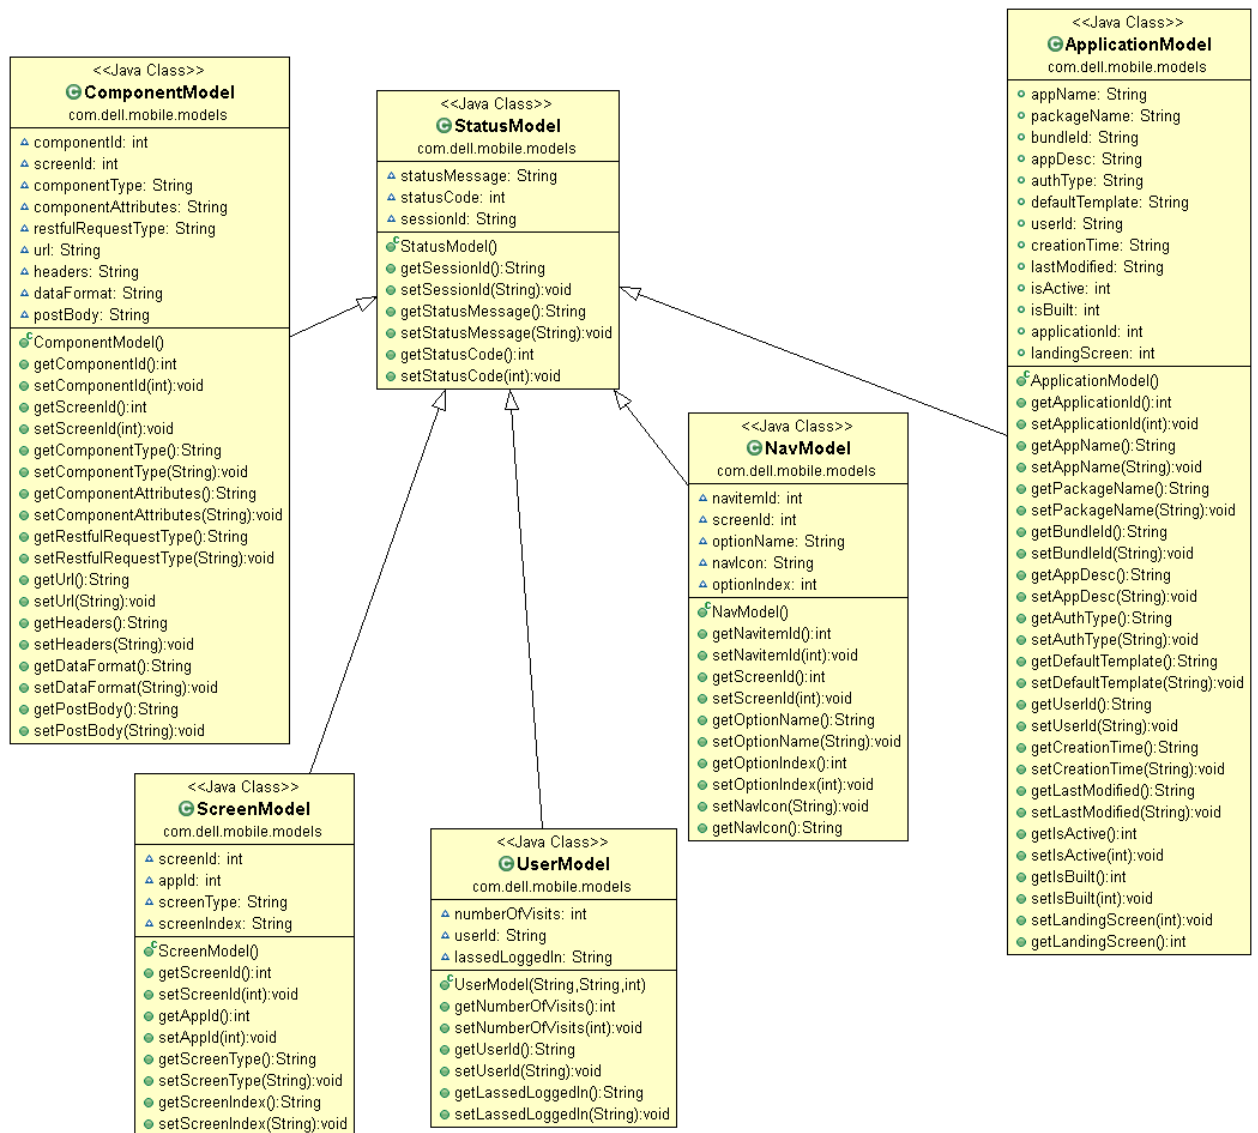 <<Java Class>>
ComponentModel
com.dell.mobile.models
componentId: int
screenId: int
componentType: String
componentAttributes: String
restfulRequestType: String
url: String
headers: String
dataFormat: String
postBody: String
ComponentModel()
getComponentId():int
setComponentId(int):void
getScreenId():int
setScreenId(int):void
getComponentType():String
setComponentType(String):void
getComponentAttributes():String
setComponentAttributes(String):void
getRestfulRequestType():String
setRestfulRequestType(String):void
getUrl():String
setUrl(String):void
getHeaders():String
setHeaders(String):void
getDataFormat():String
setDataFormat(String):void
getPostBody():String
setPostBody(String):void
<<Java Class>>
StatusModel
com.dell.mobile.models
statusMessage: String
statusCode: int
sessionId: String
StatusModel()
getSessionId():String
setSessionId(String):void
getStatusMessage():String
setStatusMessage(String):void
getStatusCode():int
setStatusCode(int):void
<<Java Class>>
ApplicationModel
com.dell.mobile.models
appName: String
packageName: String
bundleId: String
appDesc: String
authType: String
defaultTemplate: String
userId: String
creationTime: String
lastModified: String
isActive: int
isBuilt: int
applicationId: int
landingScreen: int
ApplicationModel()
getApplicationId():int
setApplicationId(int):void
getAppName():String
setAppName(String):void
getPackageName():String
setPackageName(String):void
getBundleId():String
setBundleId(String):void
getAppDesc():String
setAppDesc(String):void
getAuthType():String
setAuthType(String):void
getDefaultTemplate():String
setDefaultTemplate(String):void
getUserId():String
setUserId(String):void
getCreationTime():String
setCreationTime(String):void
getLastModified():String
setLastModified(String):void
getIsActive():int
setIsActive(int):void
getIsBuilt():int
setIsBuilt(int):void
setLandingScreen(int):void
getLandingScreen():int
<<Java Class>>
NavModel
com.dell.mobile.models
navitemId: int
screenId: int
optionName: String
navIcon: String
optionIndex: int
NavModel()
getNavitemId():int
setNavitemId(int):void
getScreenId():int
setScreenId(int):void
getOptionName():String
setOptionName(String):void
getOptionIndex():int
setOptionIndex(int):void
setNavIcon(String):void
getNavIcon():String
<<Java Class>>
ScreenModel
com.dell.mobile.models
screenId: int
appId: int
screenType: String
screenIndex: String
ScreenModel()
getScreenId():int
setScreenId(int):void
getAppId():int
setAppId(int):void
getScreenType():String
setScreenType(String):void
getScreenIndex():String
setScreenIndex(String):void
<<Java Class>>
UserModel
com.dell.mobile.models
numberOfVisits: int
userId: String
lassedLoggedIn: String
UserModel(String,String,int)
getNumberOfVisits():int
setNumberOfVisits(int):void
getUserId():String
setUserId(String):void
getLassedLoggedIn():String
setLassedLoggedIn(String):void